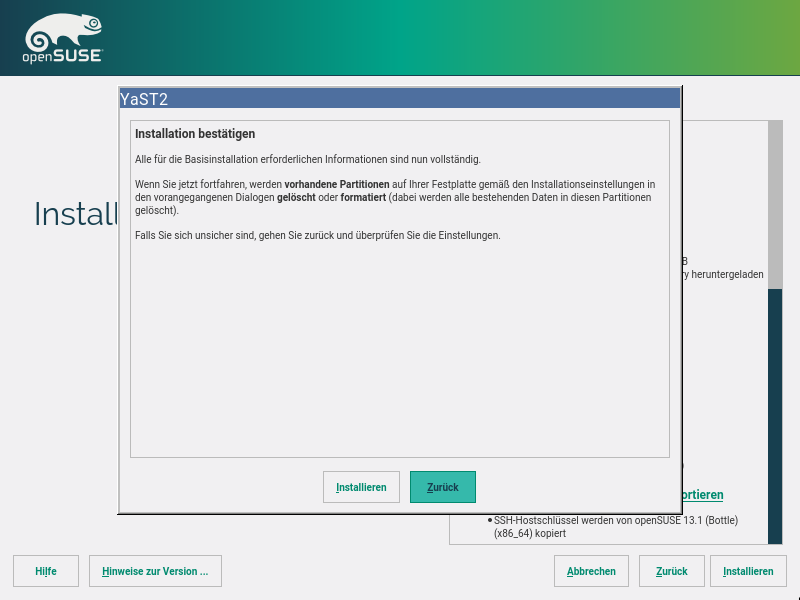 openSUSE
YaST2
Installation bestätigen
Alle für die Basisinstallation erforderlichen Informationen sind nun vollständig.
Wenn Sie jetzt fortfahren, werden vorhandene Partitionen auf Ihrer Festplatte gemäß den Installationseinstellungen in
den vorangegangenen Dialogen gelöscht oder formatiert (dabei werden alle bestehenden Daten in diesen Partitionen
gelöscht).
Falls Sie sich unsicher sind, gehen Sie zurück und überprüfen Sie die Einstellungen.
Install
B
ry heruntergeladen
Installieren
Zurück
ortieren
SSH-Hostschlüssel werden von openSUSE 13.1 (Bottle)
(x86_64) kopiert
Hilfe
Hinweise zur Version ...
Abbrechen
Zurück
Installieren